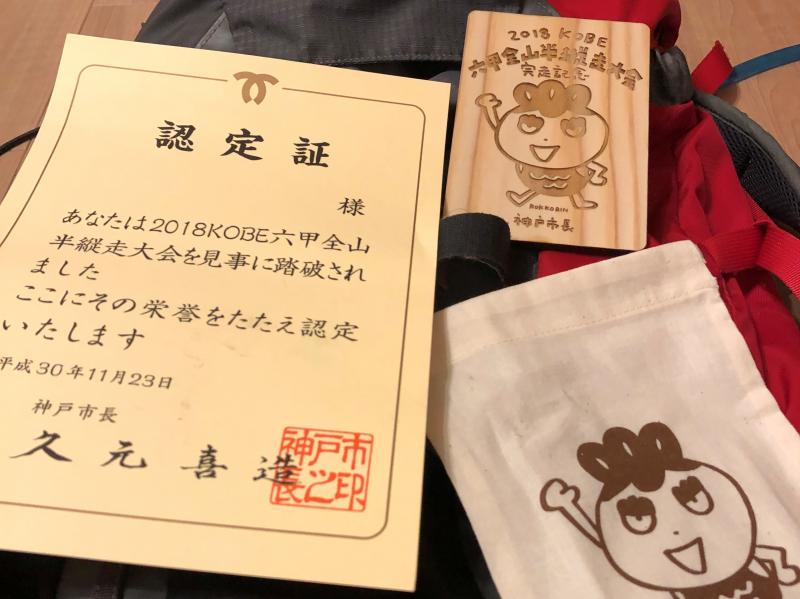 認定証
様
あなたは2018KOBE六甲全山
半縦走大会を見事に踏破され
ました
ここにその栄誉をたたえ認定
いたします
平成30年11月23日
神戸市長
久元喜造
神戸市
長之印
2018 KOBE
六甲全山半縦走大会
完走記念
ROKKORIN
神戸市長